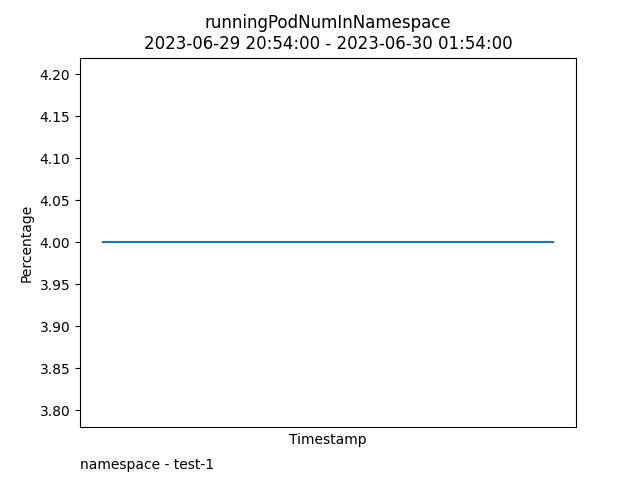 runningPodNumInNamespace
2023-06-29 20:54:00 - 2023-06-30 01:54:00
4.20
4.15
4.10
4.05
4.00
3.95
3.90
3.85
3.80
Percentage
Timestamp
namespace - test-1